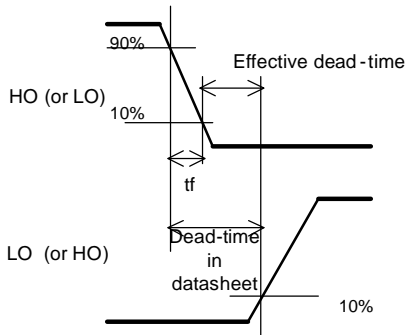 90%
Effective dead-time
HO (or LO)
10%
tf
Dead-time
in
datasheet
LO (or HO)
10%